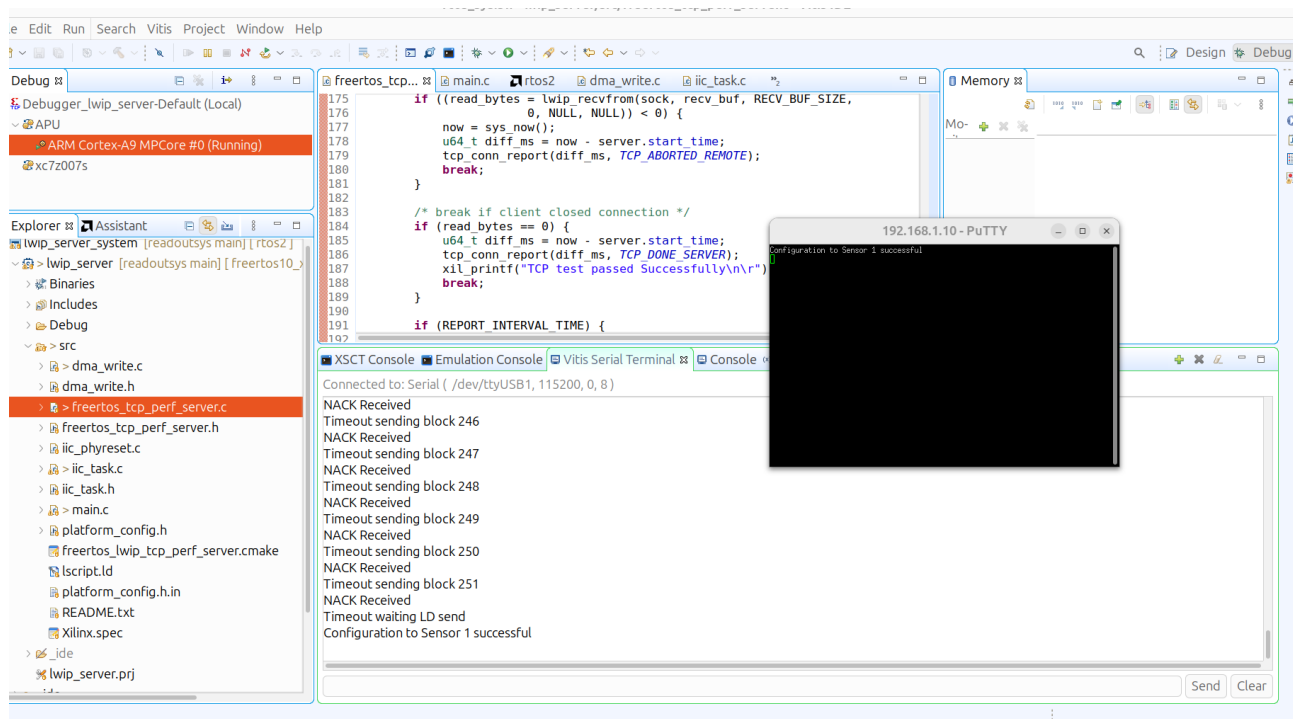 e Edit Run Search Vitis Project Window Help
Design Debug
Debug
Debugger_lwip_server-Default (Local)
APU
ARM Cortex-A9 MPCore #0 (Running)
xc7z007s
Explorer Assistant
lwip_server_system [readoutsys main] [ rtos2 ]
> lwip_server [readoutsys main] [ freertos10_x
Binaries
Includes
Debug
> src
> dma_write.c
dma_write.h
> freertos_tcp_perf_server.c
freertos_tcp_perf_server.h
iic_phyreset.c
> iic_task.c
iic_task.h
> main.c
platform_config.h
freertos_lwip_tcp_perf_server.cmake
lscript.ld
platform_config.h.in
README.txt
Xilinx.spec
_ide
lwip_server.prj
freertos_tcp... main.c rtos2 dma_write.c iic_task.c »2
175 if ((read_bytes = lwip_recvfrom(sock, recv_buf, RECV_BUF_SIZE,
176 0, NULL, NULL)) < 0) {
177 now = sys_now();
178 u64_t diff_ms = now - server.start_time;
179 tcp_conn_report(diff_ms, TCP_ABORTED_REMOTE);
180 break;
181 }
182
183 /* break if client closed connection */
184 if (read_bytes == 0) {
185 u64_t diff_ms = now - server.start_time;
186 tcp_conn_report(diff_ms, TCP_DONE_SERVER);
187 xil_printf("TCP test passed Successfully\n\r")
188 break;
189 }
190
191 if (REPORT_INTERVAL_TIME) {
192
Memory
Mo-
192.168.1.10 - PuTTY
Configuration to Sensor 1 successful
XSCT Console Emulation Console Vitis Serial Terminal Console
Connected to: Serial ( /dev/ttyUSB1, 115200, 0, 8 )
NACK Received
Timeout sending block 246
NACK Received
Timeout sending block 247
NACK Received
Timeout sending block 248
NACK Received
Timeout sending block 249
NACK Received
Timeout sending block 250
NACK Received
Timeout sending block 251
NACK Received
Timeout waiting LD send
Configuration to Sensor 1 successful
Send Clear